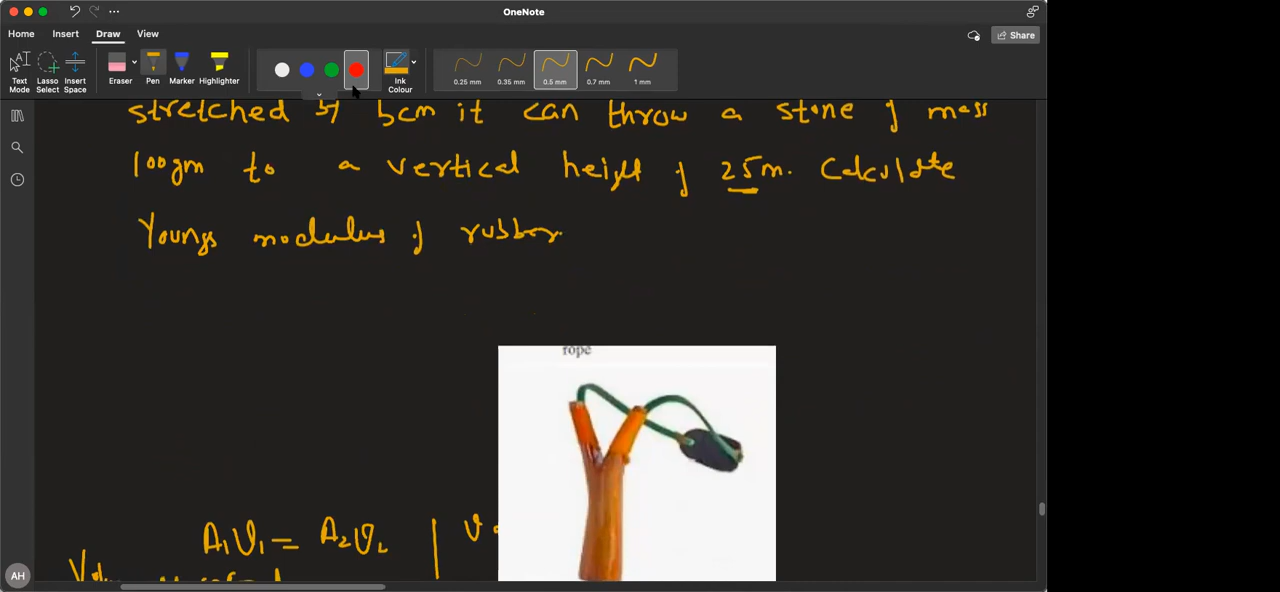 OneNote
Home Insert Draw View
Share
Text Mode
Lasso Select
Insert Space
Eraser
Pen
Marker
Highlighter
Ink Colour
0.25 mm 0.35 mm 0.5 mm 0.7 mm 1 mm
stretched by 5cm it can throw a stone of mass
100gm to a vertical height of 25m. Calculate
Youngs modulus of rubber.
rope
A₁V₁ = A₂V₂ | V
AH